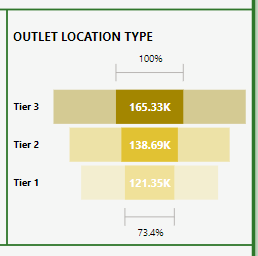 OUTLET LOCATION TYPE
100%
Tier 3 165.33K
Tier 2 138.69K
Tier 1 121.35K
73.4%